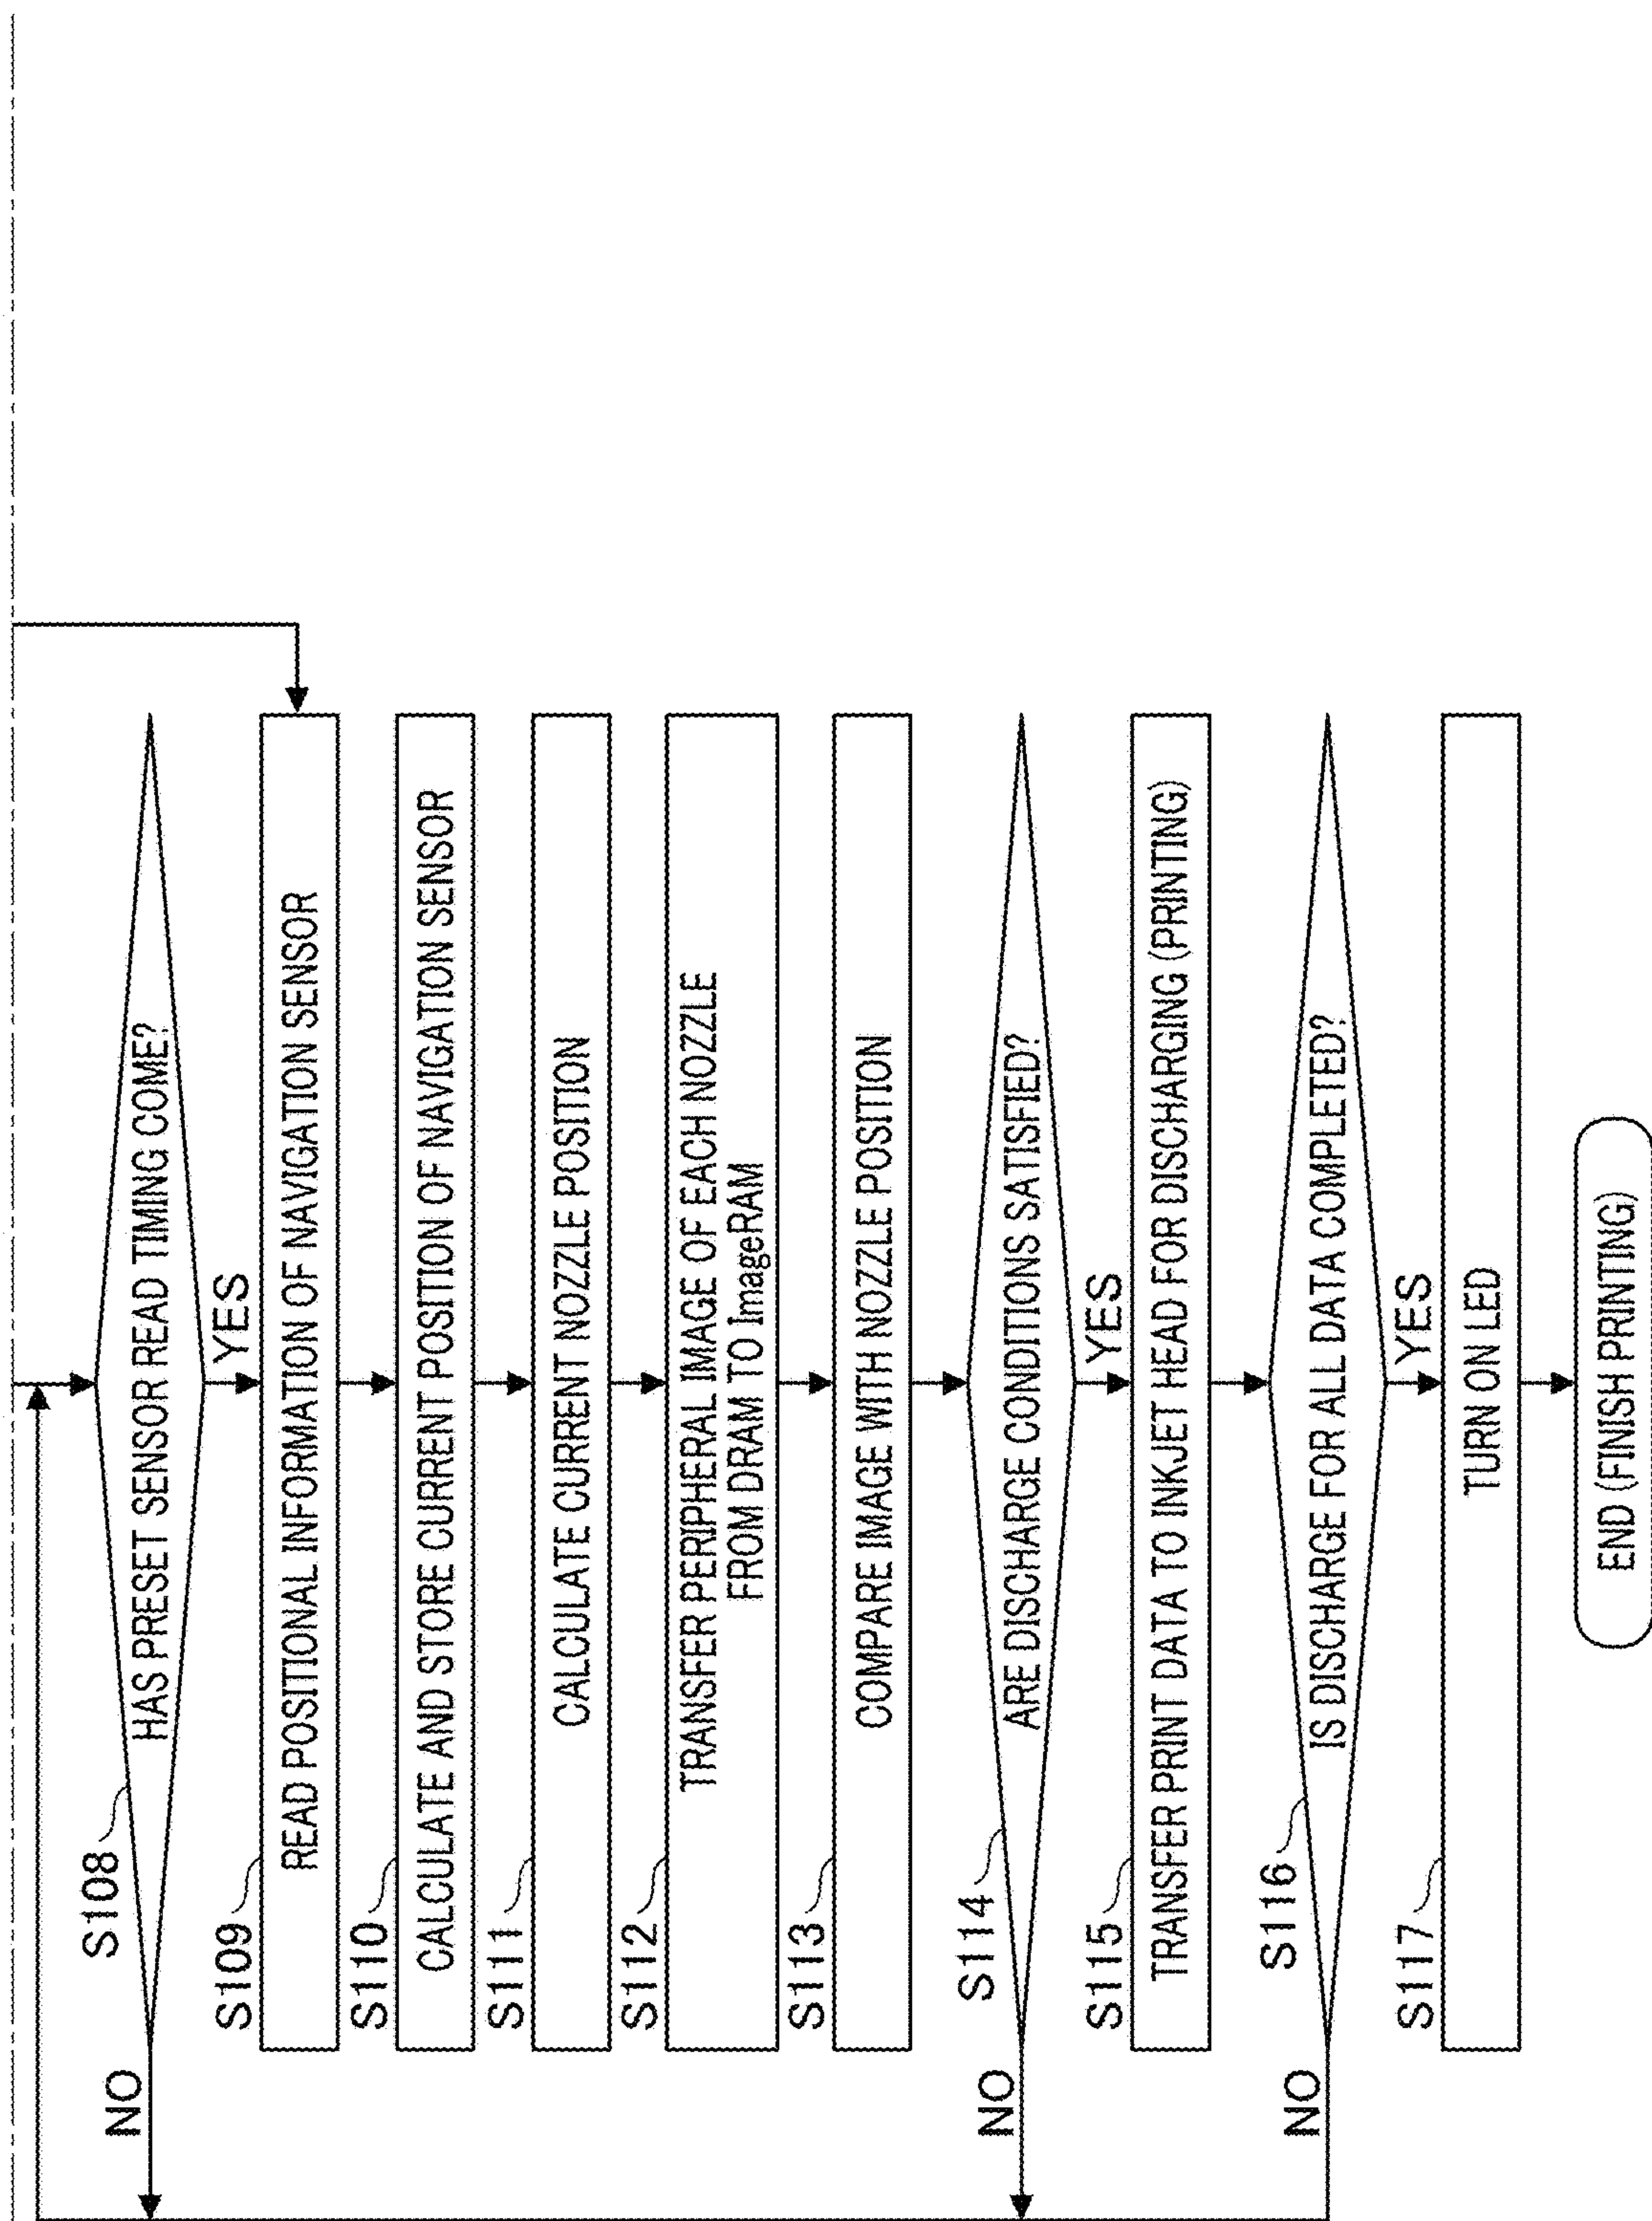 S108
HAS PRESET SENSOR READ TIMING COME?
NO
YES
S109
READ POSITIONAL INFORMATION OF NAVIGATION SENSOR
S110
CALCULATE AND STORE CURRENT POSITION OF NAVIGATION SENSOR
S111
CALCULATE CURRENT NOZZLE POSITION
S112
TRANSFER PERIPHERAL IMAGE OF EACH NOZZLE
FROM DRAM TO ImageRAM
S113
COMPARE IMAGE WITH NOZZLE POSITION
S114
ARE DISCHARGE CONDITIONS SATISFIED?
NO
YES
S115
TRANSFER PRINT DATA TO INKJET HEAD FOR DISCHARGING (PRINTING)
S116
IS DISCHARGE FOR ALL DATA COMPLETED?
NO
YES
S117
TURN ON LED
END (FINISH PRINTING)